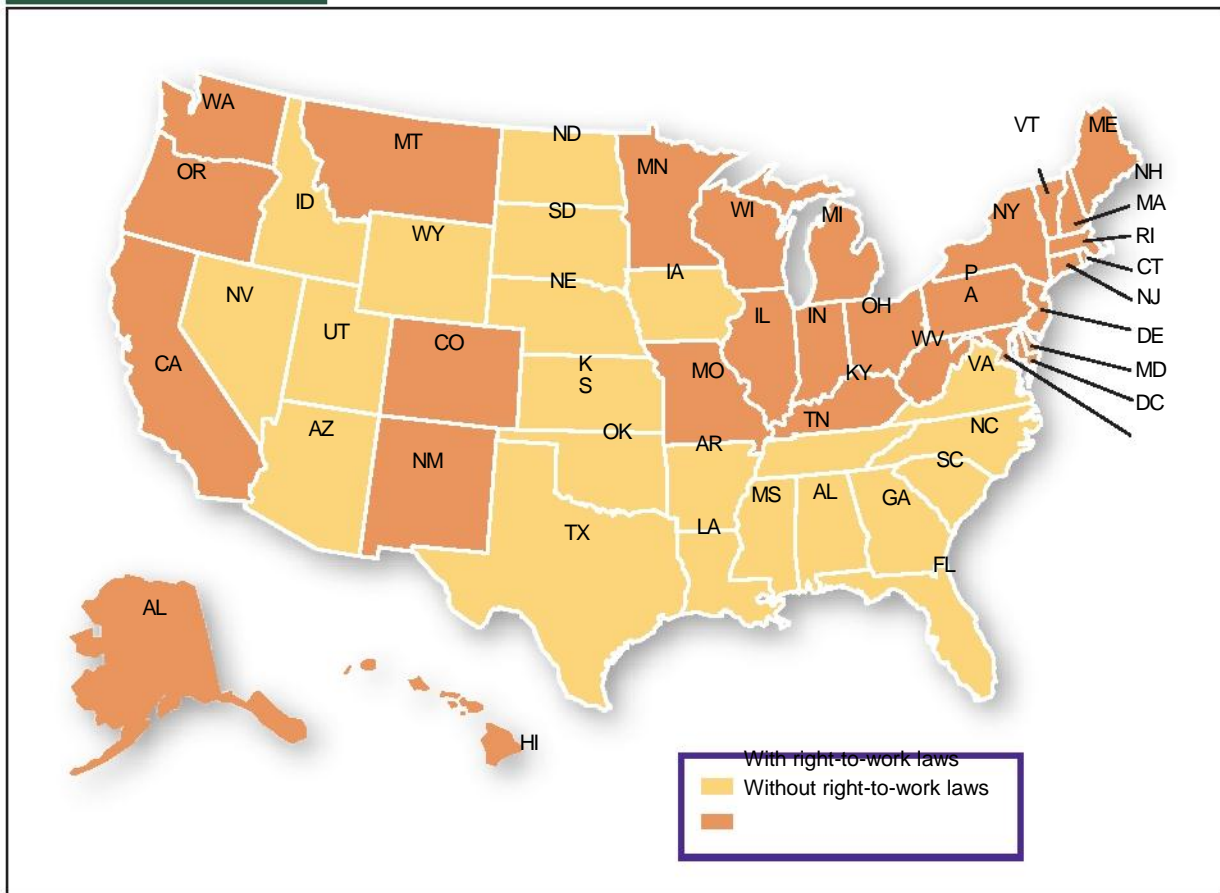 WA
MT
ND
VT
ME
OR
MN
NH
ID
SD
WI
MI
NY
MA
WY
RI
IA
P
A
CT
NV
NE
NJ
UT
IL
IN
OH
DE
CA
CO
K
S
MO
KY
WV
VA
MD
DC
AZ
OK
TN
NC
NM
AR
SC
MS
AL
GA
TX
LA
FL
AL
HI
With right-to-work laws
Without right-to-work laws